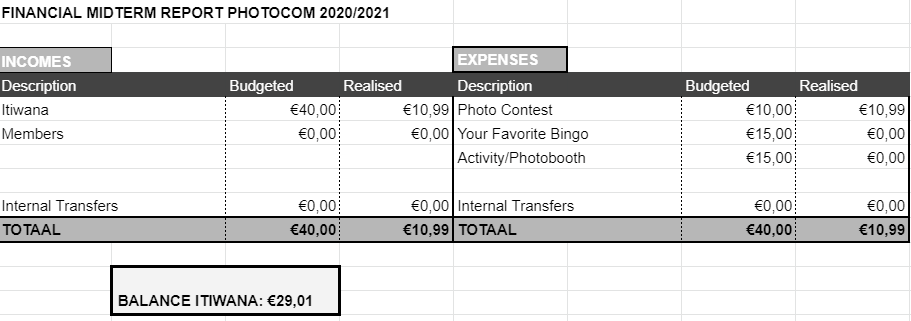 FINANCIAL MIDTERM REPORT PHOTOCOM 2020/2021
INCOMES EXPENSES
Description Budgeted Realised Description Budgeted Realised
Itiwana €40,00 €10,99 Photo Contest €10,00 €10,99
Members €0,00 €0,00 Your Favorite Bingo €15,00 €0,00
Activity/Photobooth €15,00 €0,00
Internal Transfers €0,00 €0,00 Internal Transfers €0,00 €0,00
TOTAAL €40,00 €10,99 TOTAAL €40,00 €10,99
BALANCE ITIWANA: €29,01